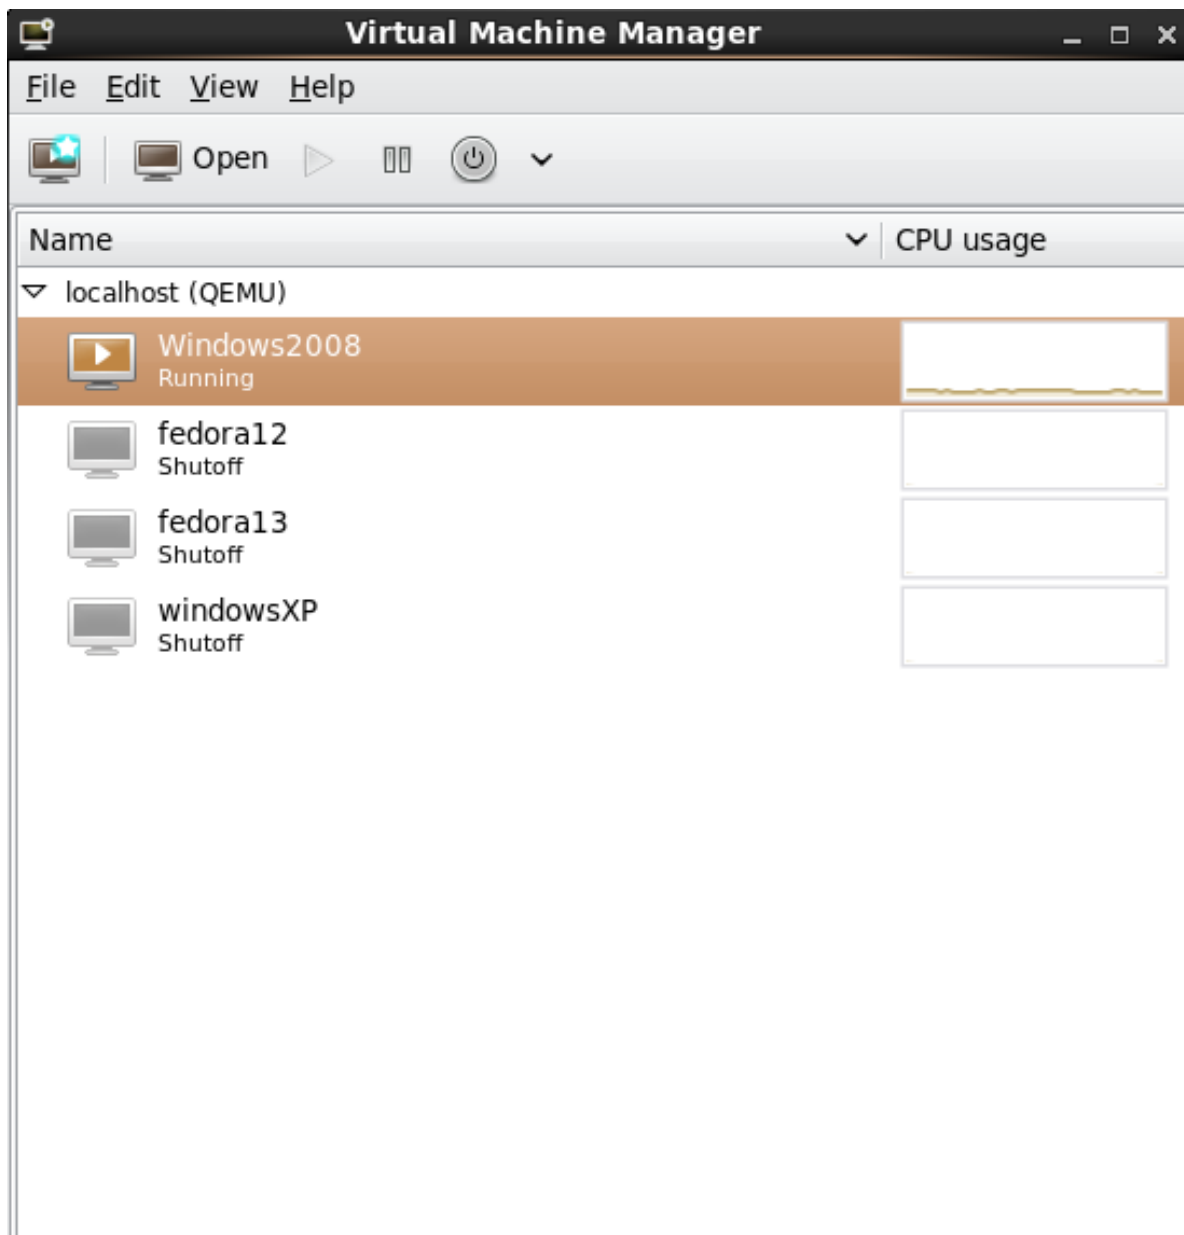 Virtual Machine Manager
File Edit View Help
Open
Name CPU usage
localhost (QEMU)
Windows2008
Running
fedora12
Shutoff
fedora13
Shutoff
windowsXP
Shutoff